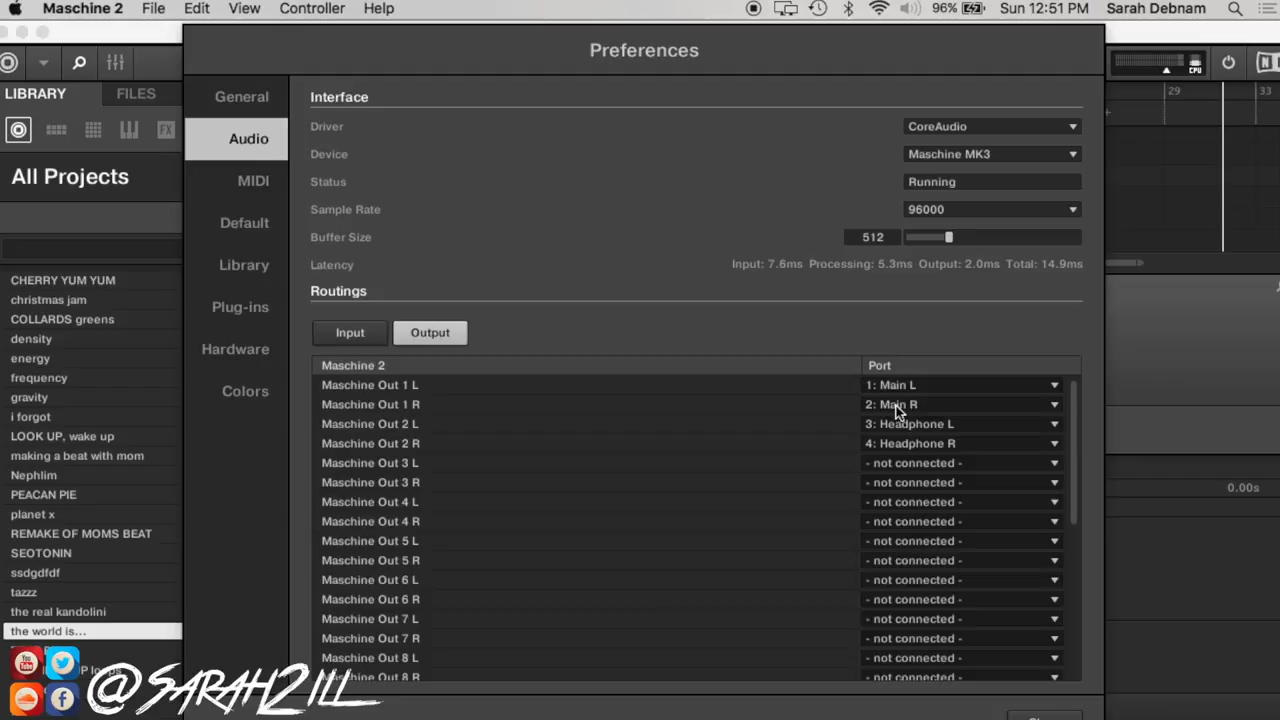 Maschine 2 File Edit View Controller Help 96% Sun 12:51 PM Sarah Debnam
Preferences
LIBRARY FILES
All Projects
CHERRY YUM YUM
christmas jam
COLLARDS greens
density
energy
frequency
gravity
i forgot
LOOK UP, wake up
making a beat with mom
Nephlim
PEACAN PIE
planet x
REMAKE OF MOMS BEAT
SEOTONIN
ssdgdfdf
tazzz
the real kandolini
the world is...
General
Audio
MIDI
Default
Library
Plug-ins
Hardware
Colors
Interface
Driver CoreAudio
Device Maschine MK3
Status Running
Sample Rate 96000
Buffer Size 512
Latency Input: 7.6ms Processing: 5.3ms Output: 2.0ms Total: 14.9ms
Routings
Input Output
Maschine 2 Port
Maschine Out 1 L 1: Main L
Maschine Out 1 R 2: Main R
Maschine Out 2 L 3: Headphone L
Maschine Out 2 R 4: Headphone R
Maschine Out 3 L - not connected -
Maschine Out 3 R - not connected -
Maschine Out 4 L - not connected -
Maschine Out 4 R - not connected -
Maschine Out 5 L - not connected -
Maschine Out 5 R - not connected -
Maschine Out 6 L - not connected -
Maschine Out 6 R - not connected -
Maschine Out 7 L - not connected -
Maschine Out 7 R - not connected -
Maschine Out 8 L - not connected -
Maschine Out 8 R - not connected -
CPU
29 33
0.00s
FX
@SARAH2ILL